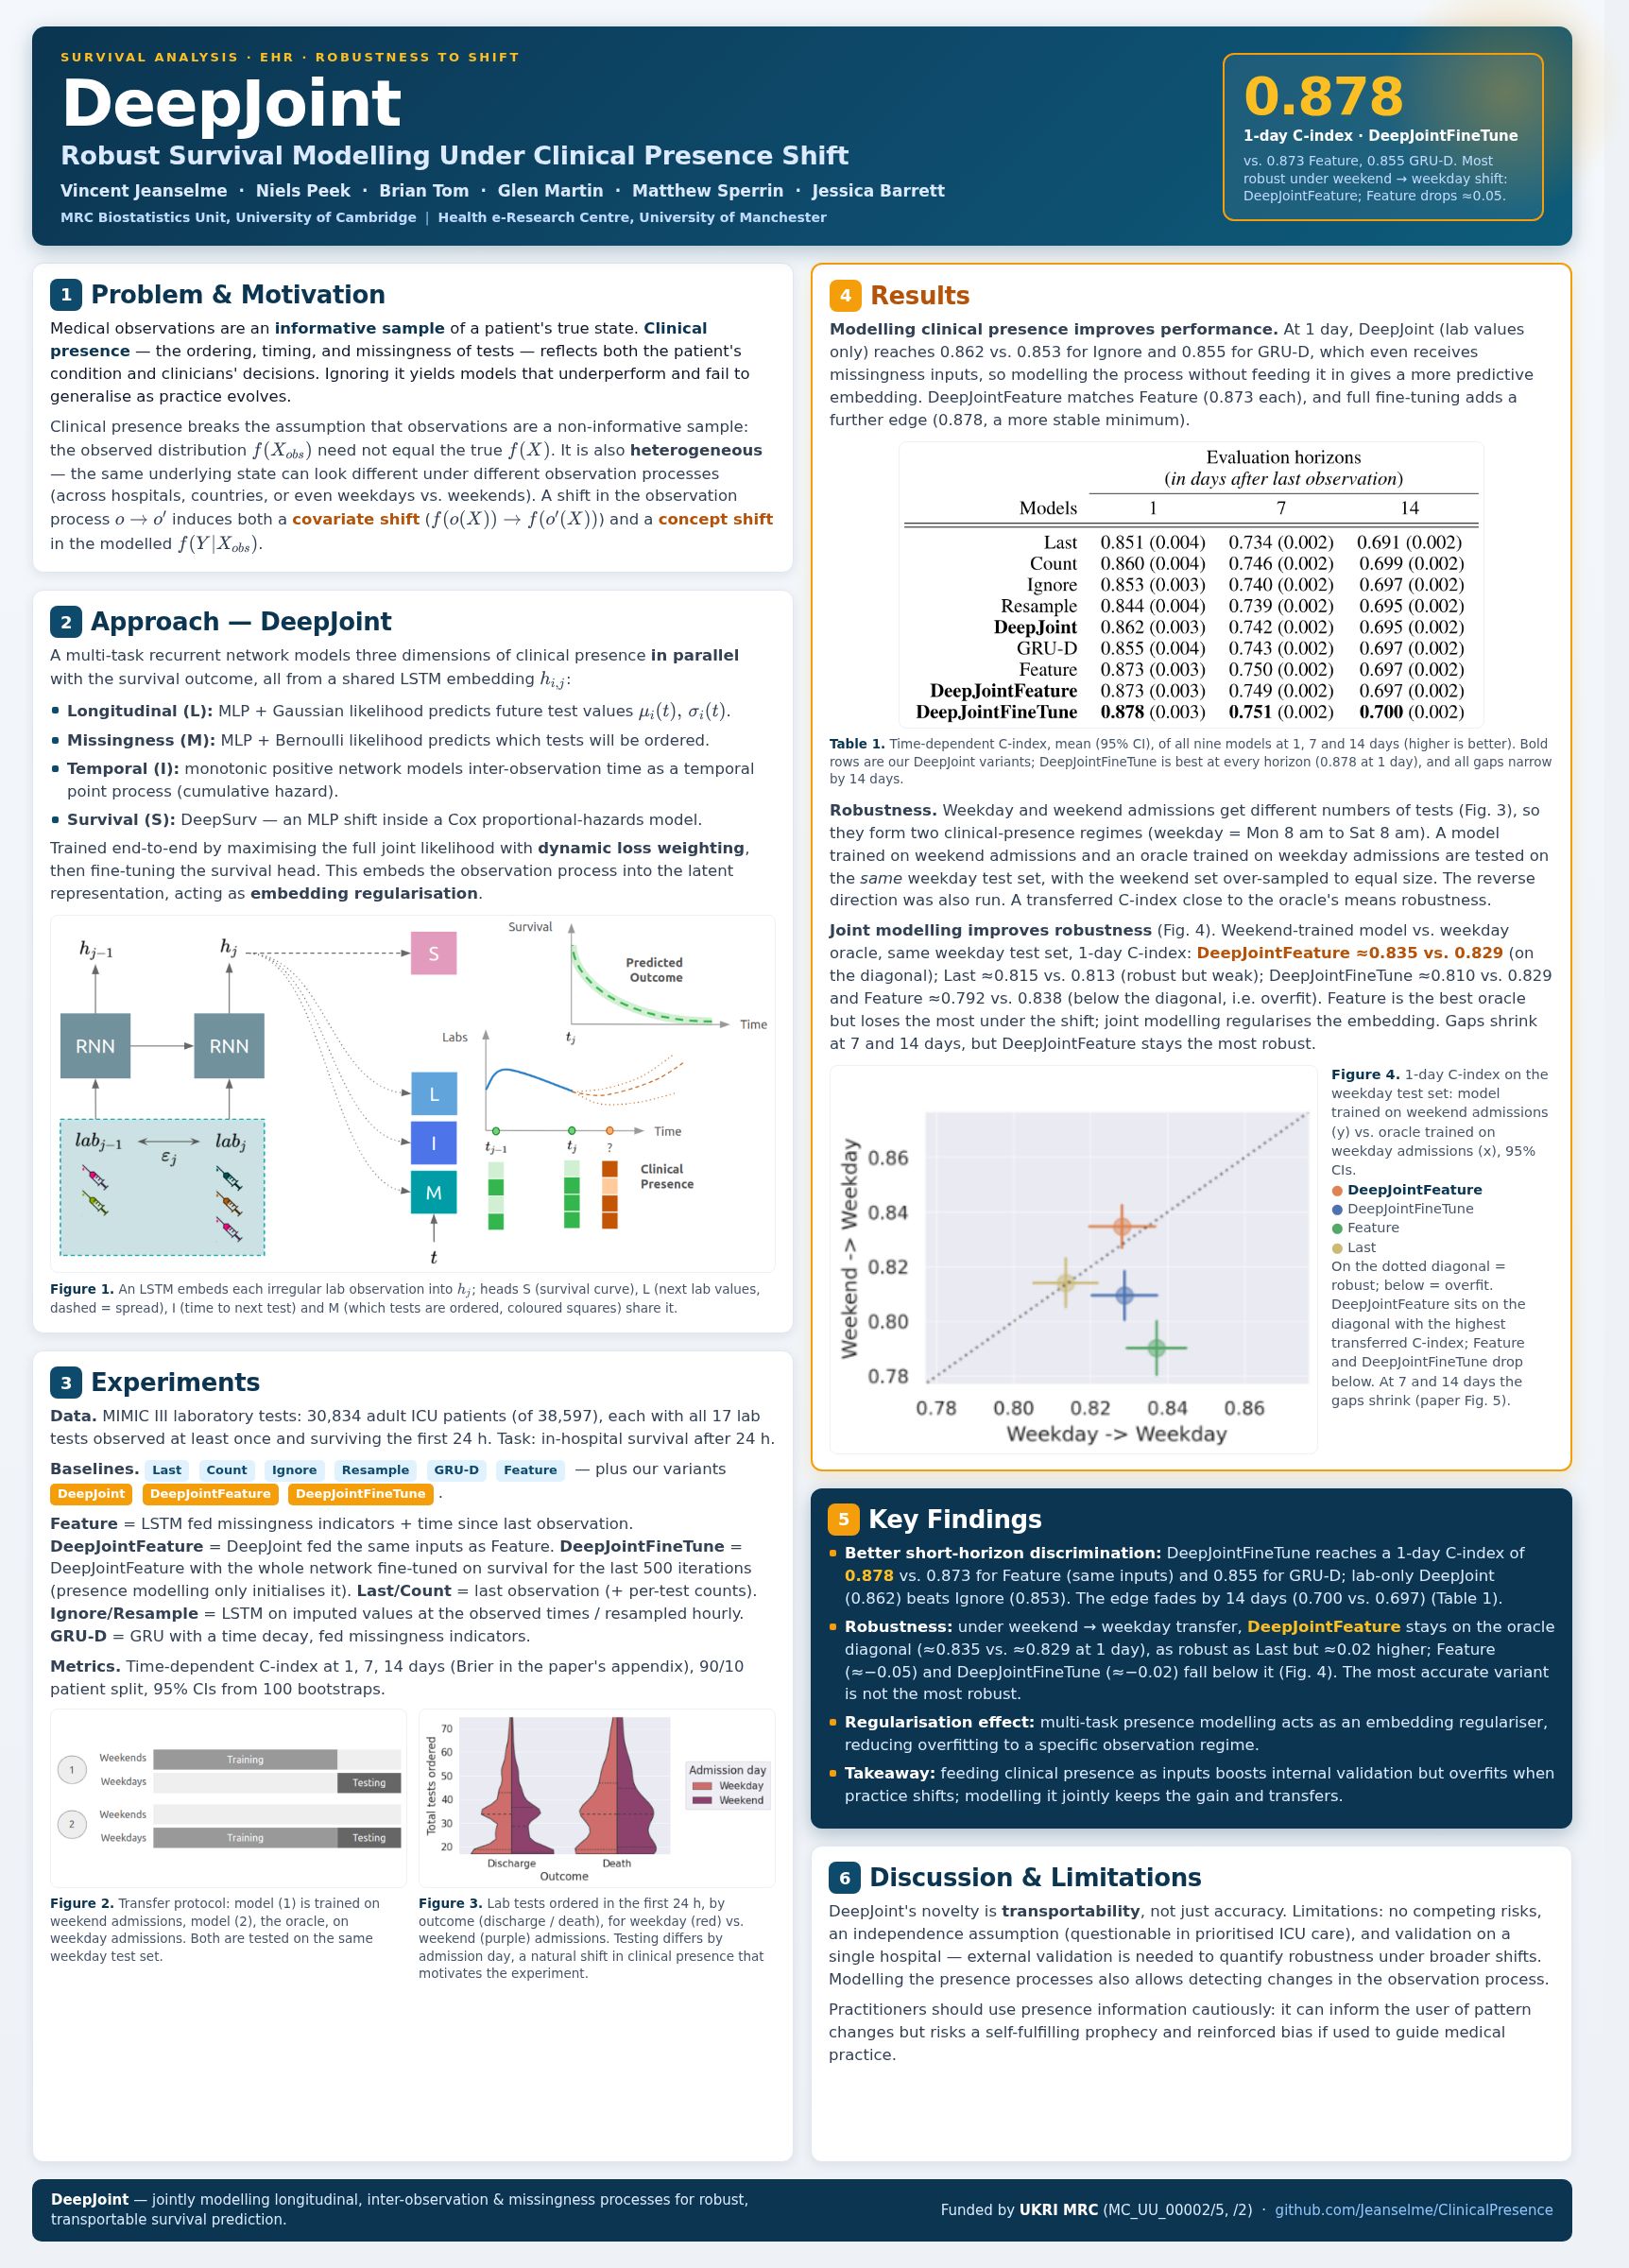 SURVIVAL ANALYSIS · EHR · ROBUSTNESS TO SHIFT
DeepJoint
Robust Survival Modelling Under Clinical Presence Shift
Vincent Jeanselme · Niels Peek · Brian Tom · Glen Martin · Matthew Sperrin · Jessica Barrett
MRC Biostatistics Unit, University of Cambridge | Health e-Research Centre, University of Manchester
0.878
1-day C-index · DeepJointFineTune
vs. 0.873 Feature, 0.855 GRU-D. Most
robust under weekend → weekday shift:
DeepJointFeature; Feature drops ≈0.05.
1 Problem & Motivation
Medical observations are an informative sample of a patient's true state. Clinical
presence — the ordering, timing, and missingness of tests — reflects both the patient's
condition and clinicians' decisions. Ignoring it yields models that underperform and fail to
generalise as practice evolves.
Clinical presence breaks the assumption that observations are a non-informative sample:
the observed distribution f(X_obs) need not equal the true f(X). It is also heterogeneous
— the same underlying state can look different under different observation processes
(across hospitals, countries, or even weekdays vs. weekends). A shift in the observation
process o → o′ induces both a covariate shift (f(o(X)) → f(o′(X))) and a concept shift
in the modelled f(Y|X_obs).
2 Approach — DeepJoint
A multi-task recurrent network models three dimensions of clinical presence in parallel
with the survival outcome, all from a shared LSTM embedding h_i,j:
Longitudinal (L): MLP + Gaussian likelihood predicts future test values μ_i(t), σ_i(t).
Missingness (M): MLP + Bernoulli likelihood predicts which tests will be ordered.
Temporal (I): monotonic positive network models inter-observation time as a temporal
point process (cumulative hazard).
Survival (S): DeepSurv — an MLP shift inside a Cox proportional-hazards model.
Trained end-to-end by maximising the full joint likelihood with dynamic loss weighting,
then fine-tuning the survival head. This embeds the observation process into the latent
representation, acting as embedding regularisation.
h_j−1 h_j
RNN RNN
lab_j−1 lab_j
ε_j
S
L
I
M
t
Survival
Predicted
Outcome
Time
t_j
Labs
Time
t_j−1 t_j ?
Clinical
Presence
Figure 1. An LSTM embeds each irregular lab observation into h_j; heads S (survival curve), L (next lab values,
dashed = spread), I (time to next test) and M (which tests are ordered, coloured squares) share it.
3 Experiments
Data. MIMIC III laboratory tests: 30,834 adult ICU patients (of 38,597), each with all 17 lab
tests observed at least once and surviving the first 24 h. Task: in-hospital survival after 24 h.
Baselines. Last Count Ignore Resample GRU-D Feature — plus our variants
DeepJoint DeepJointFeature DeepJointFineTune .
Feature = LSTM fed missingness indicators + time since last observation.
DeepJointFeature = DeepJoint fed the same inputs as Feature. DeepJointFineTune =
DeepJointFeature with the whole network fine-tuned on survival for the last 500 iterations
(presence modelling only initialises it). Last/Count = last observation (+ per-test counts).
Ignore/Resample = LSTM on imputed values at the observed times / resampled hourly.
GRU-D = GRU with a time decay, fed missingness indicators.
Metrics. Time-dependent C-index at 1, 7, 14 days (Brier in the paper's appendix), 90/10
patient split, 95% CIs from 100 bootstraps.
1
Weekends Training
Weekdays Testing
2
Weekends
Weekdays Training Testing
Total tests ordered
70
60
50
40
30
20
Discharge Death
Outcome
Admission day
Weekday
Weekend
Figure 2. Transfer protocol: model (1) is trained on
weekend admissions, model (2), the oracle, on
weekday admissions. Both are tested on the same
weekday test set.
Figure 3. Lab tests ordered in the first 24 h, by
outcome (discharge / death), for weekday (red) vs.
weekend (purple) admissions. Testing differs by
admission day, a natural shift in clinical presence that
motivates the experiment.
4 Results
Modelling clinical presence improves performance. At 1 day, DeepJoint (lab values
only) reaches 0.862 vs. 0.853 for Ignore and 0.855 for GRU-D, which even receives
missingness inputs, so modelling the process without feeding it in gives a more predictive
embedding. DeepJointFeature matches Feature (0.873 each), and full fine-tuning adds a
further edge (0.878, a more stable minimum).
Evaluation horizons
(in days after last observation)
Models 1 7 14
Last 0.851 (0.004) 0.734 (0.002) 0.691 (0.002)
Count 0.860 (0.004) 0.746 (0.002) 0.699 (0.002)
Ignore 0.853 (0.003) 0.740 (0.002) 0.697 (0.002)
Resample 0.844 (0.004) 0.739 (0.002) 0.695 (0.002)
DeepJoint 0.862 (0.003) 0.742 (0.002) 0.695 (0.002)
GRU-D 0.855 (0.004) 0.743 (0.002) 0.697 (0.002)
Feature 0.873 (0.003) 0.750 (0.002) 0.697 (0.002)
DeepJointFeature 0.873 (0.003) 0.749 (0.002) 0.697 (0.002)
DeepJointFineTune 0.878 (0.003) 0.751 (0.002) 0.700 (0.002)
Table 1. Time-dependent C-index, mean (95% CI), of all nine models at 1, 7 and 14 days (higher is better). Bold
rows are our DeepJoint variants; DeepJointFineTune is best at every horizon (0.878 at 1 day), and all gaps narrow
by 14 days.
Robustness. Weekday and weekend admissions get different numbers of tests (Fig. 3), so
they form two clinical-presence regimes (weekday = Mon 8 am to Sat 8 am). A model
trained on weekend admissions and an oracle trained on weekday admissions are tested on
the same weekday test set, with the weekend set over-sampled to equal size. The reverse
direction was also run. A transferred C-index close to the oracle's means robustness.
Joint modelling improves robustness (Fig. 4). Weekend-trained model vs. weekday
oracle, same weekday test set, 1-day C-index: DeepJointFeature ≈0.835 vs. 0.829 (on
the diagonal); Last ≈0.815 vs. 0.813 (robust but weak); DeepJointFineTune ≈0.810 vs. 0.829
and Feature ≈0.792 vs. 0.838 (below the diagonal, i.e. overfit). Feature is the best oracle
but loses the most under the shift; joint modelling regularises the embedding. Gaps shrink
at 7 and 14 days, but DeepJointFeature stays the most robust.
Weekend -> Weekday
0.86
0.84
0.82
0.80
0.78
0.78 0.80 0.82 0.84 0.86
Weekday -> Weekday
Figure 4. 1-day C-index on the
weekday test set: model
trained on weekend admissions
(y) vs. oracle trained on
weekday admissions (x), 95%
CIs.
DeepJointFeature
DeepJointFineTune
Feature
Last
On the dotted diagonal =
robust; below = overfit.
DeepJointFeature sits on the
diagonal with the highest
transferred C-index; Feature
and DeepJointFineTune drop
below. At 7 and 14 days the
gaps shrink (paper Fig. 5).
5 Key Findings
Better short-horizon discrimination: DeepJointFineTune reaches a 1-day C-index of
0.878 vs. 0.873 for Feature (same inputs) and 0.855 for GRU-D; lab-only DeepJoint
(0.862) beats Ignore (0.853). The edge fades by 14 days (0.700 vs. 0.697) (Table 1).
Robustness: under weekend → weekday transfer, DeepJointFeature stays on the oracle
diagonal (≈0.835 vs. ≈0.829 at 1 day), as robust as Last but ≈0.02 higher; Feature
(≈−0.05) and DeepJointFineTune (≈−0.02) fall below it (Fig. 4). The most accurate variant
is not the most robust.
Regularisation effect: multi-task presence modelling acts as an embedding regulariser,
reducing overfitting to a specific observation regime.
Takeaway: feeding clinical presence as inputs boosts internal validation but overfits when
practice shifts; modelling it jointly keeps the gain and transfers.
6 Discussion & Limitations
DeepJoint's novelty is transportability, not just accuracy. Limitations: no competing risks,
an independence assumption (questionable in prioritised ICU care), and validation on a
single hospital — external validation is needed to quantify robustness under broader shifts.
Modelling the presence processes also allows detecting changes in the observation process.
Practitioners should use presence information cautiously: it can inform the user of pattern
changes but risks a self-fulfilling prophecy and reinforced bias if used to guide medical
practice.
DeepJoint — jointly modelling longitudinal, inter-observation & missingness processes for robust,
transportable survival prediction.
Funded by UKRI MRC (MC_UU_00002/5, /2) · github.com/Jeanselme/ClinicalPresence